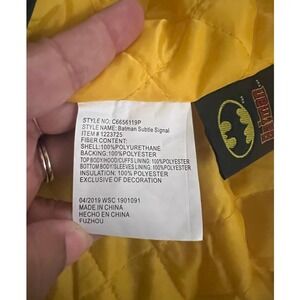 STYLE NO: C6656119P
STYLE NAME: Batman Subtle Signal
ITEM # 1223725
FIBER CONTENT:
SHELL:100%POLYURETHANE
BACKING:100%POLYESTER
TOP BODY/HOOD/CUFFS LINING:100%POLYESTER
BOTTOM BODY/SLEEVES LINING:100%POLYESTER
INSULATION: 100%POLYESTER
EXCLUSIVE OF DECORATION
04/2019 WSC 1901091
MADE IN CHINA
HECHO EN CHINA
FUZHOU